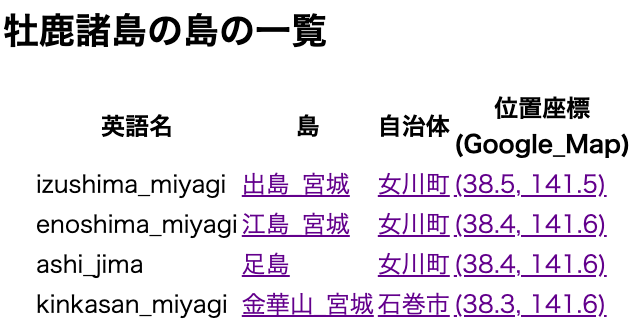 牡鹿諸島の島の一覧
英語名 島 自治体 位置座標
(Google_Map)
izushima_miyagi 出島_宮城 女川町 (38.5, 141.5)
enoshima_miyagi 江島_宮城 女川町 (38.4, 141.6)
ashi_jima 足島 女川町 (38.4, 141.6)
kinkasan_miyagi 金華山_宮城 石巻市 (38.3, 141.6)